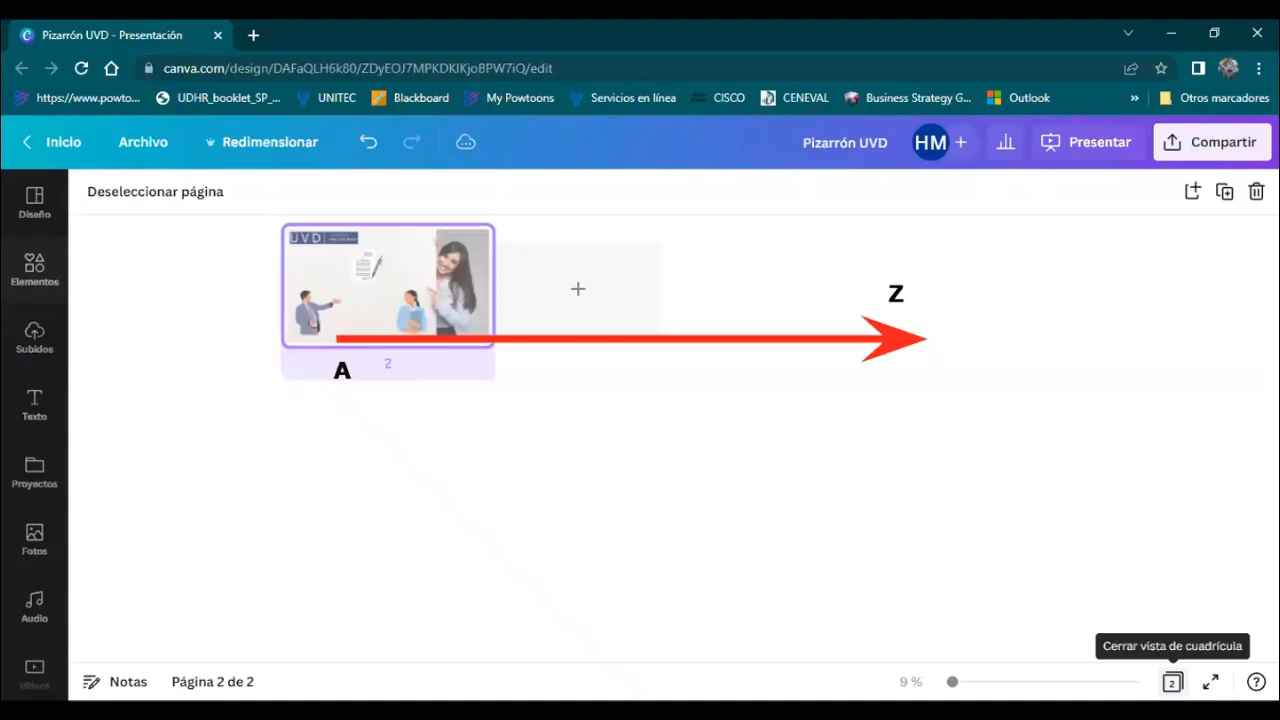 Pizarrón UVD - Presentación
canva.com/design/DAFaQLH6k80/ZDyEOJ7MPKDKlKjoBPW7iQ/edit
https://www.powto... UDHR_booklet_SP_... UNITEC Blackboard My Powtoons Servicios en línea CISCO CENEVAL Business Strategy G... Outlook » Otros marcadores
Inicio Archivo Redimensionar Pizarrón UVD HM + Presentar Compartir
Deseleccionar página
Diseño
Elementos
Subidos
Texto
Proyectos
Fotos
Audio
Videos
UVD
Z
A
2
Cerrar vista de cuadrícula
Notas Página 2 de 2 9 % 2 ?